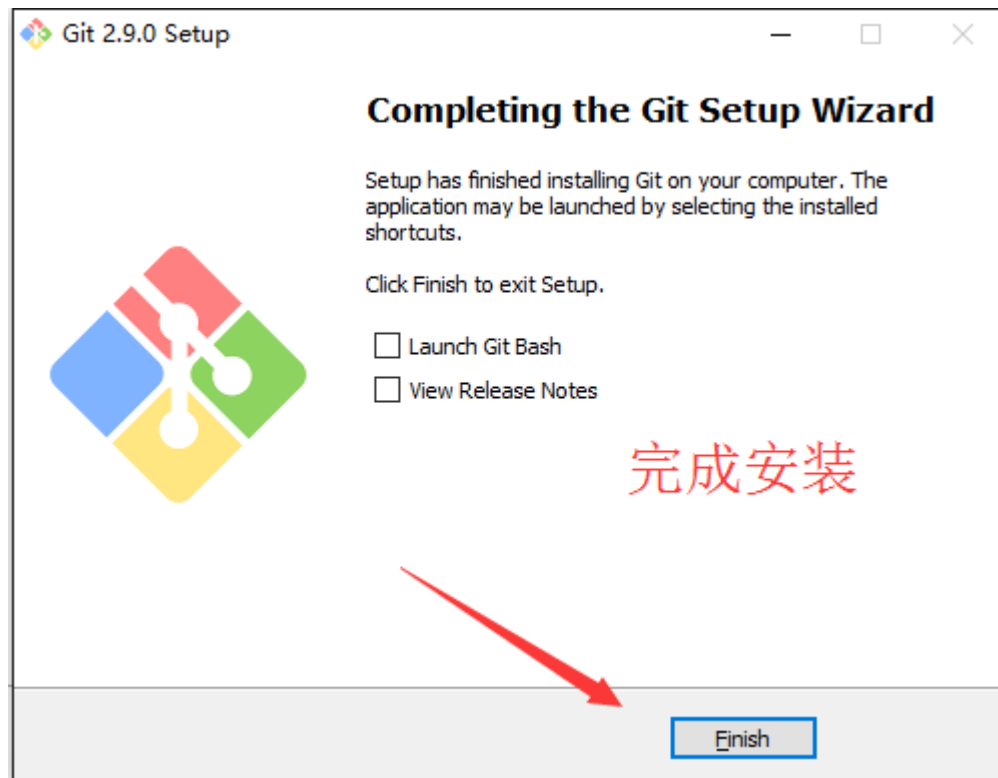 Git 2.9.0 Setup
Completing the Git Setup Wizard
Setup has finished installing Git on your computer. The
application may be launched by selecting the installed
shortcuts.
Click Finish to exit Setup.
Launch Git Bash
View Release Notes
完成安装
Finish